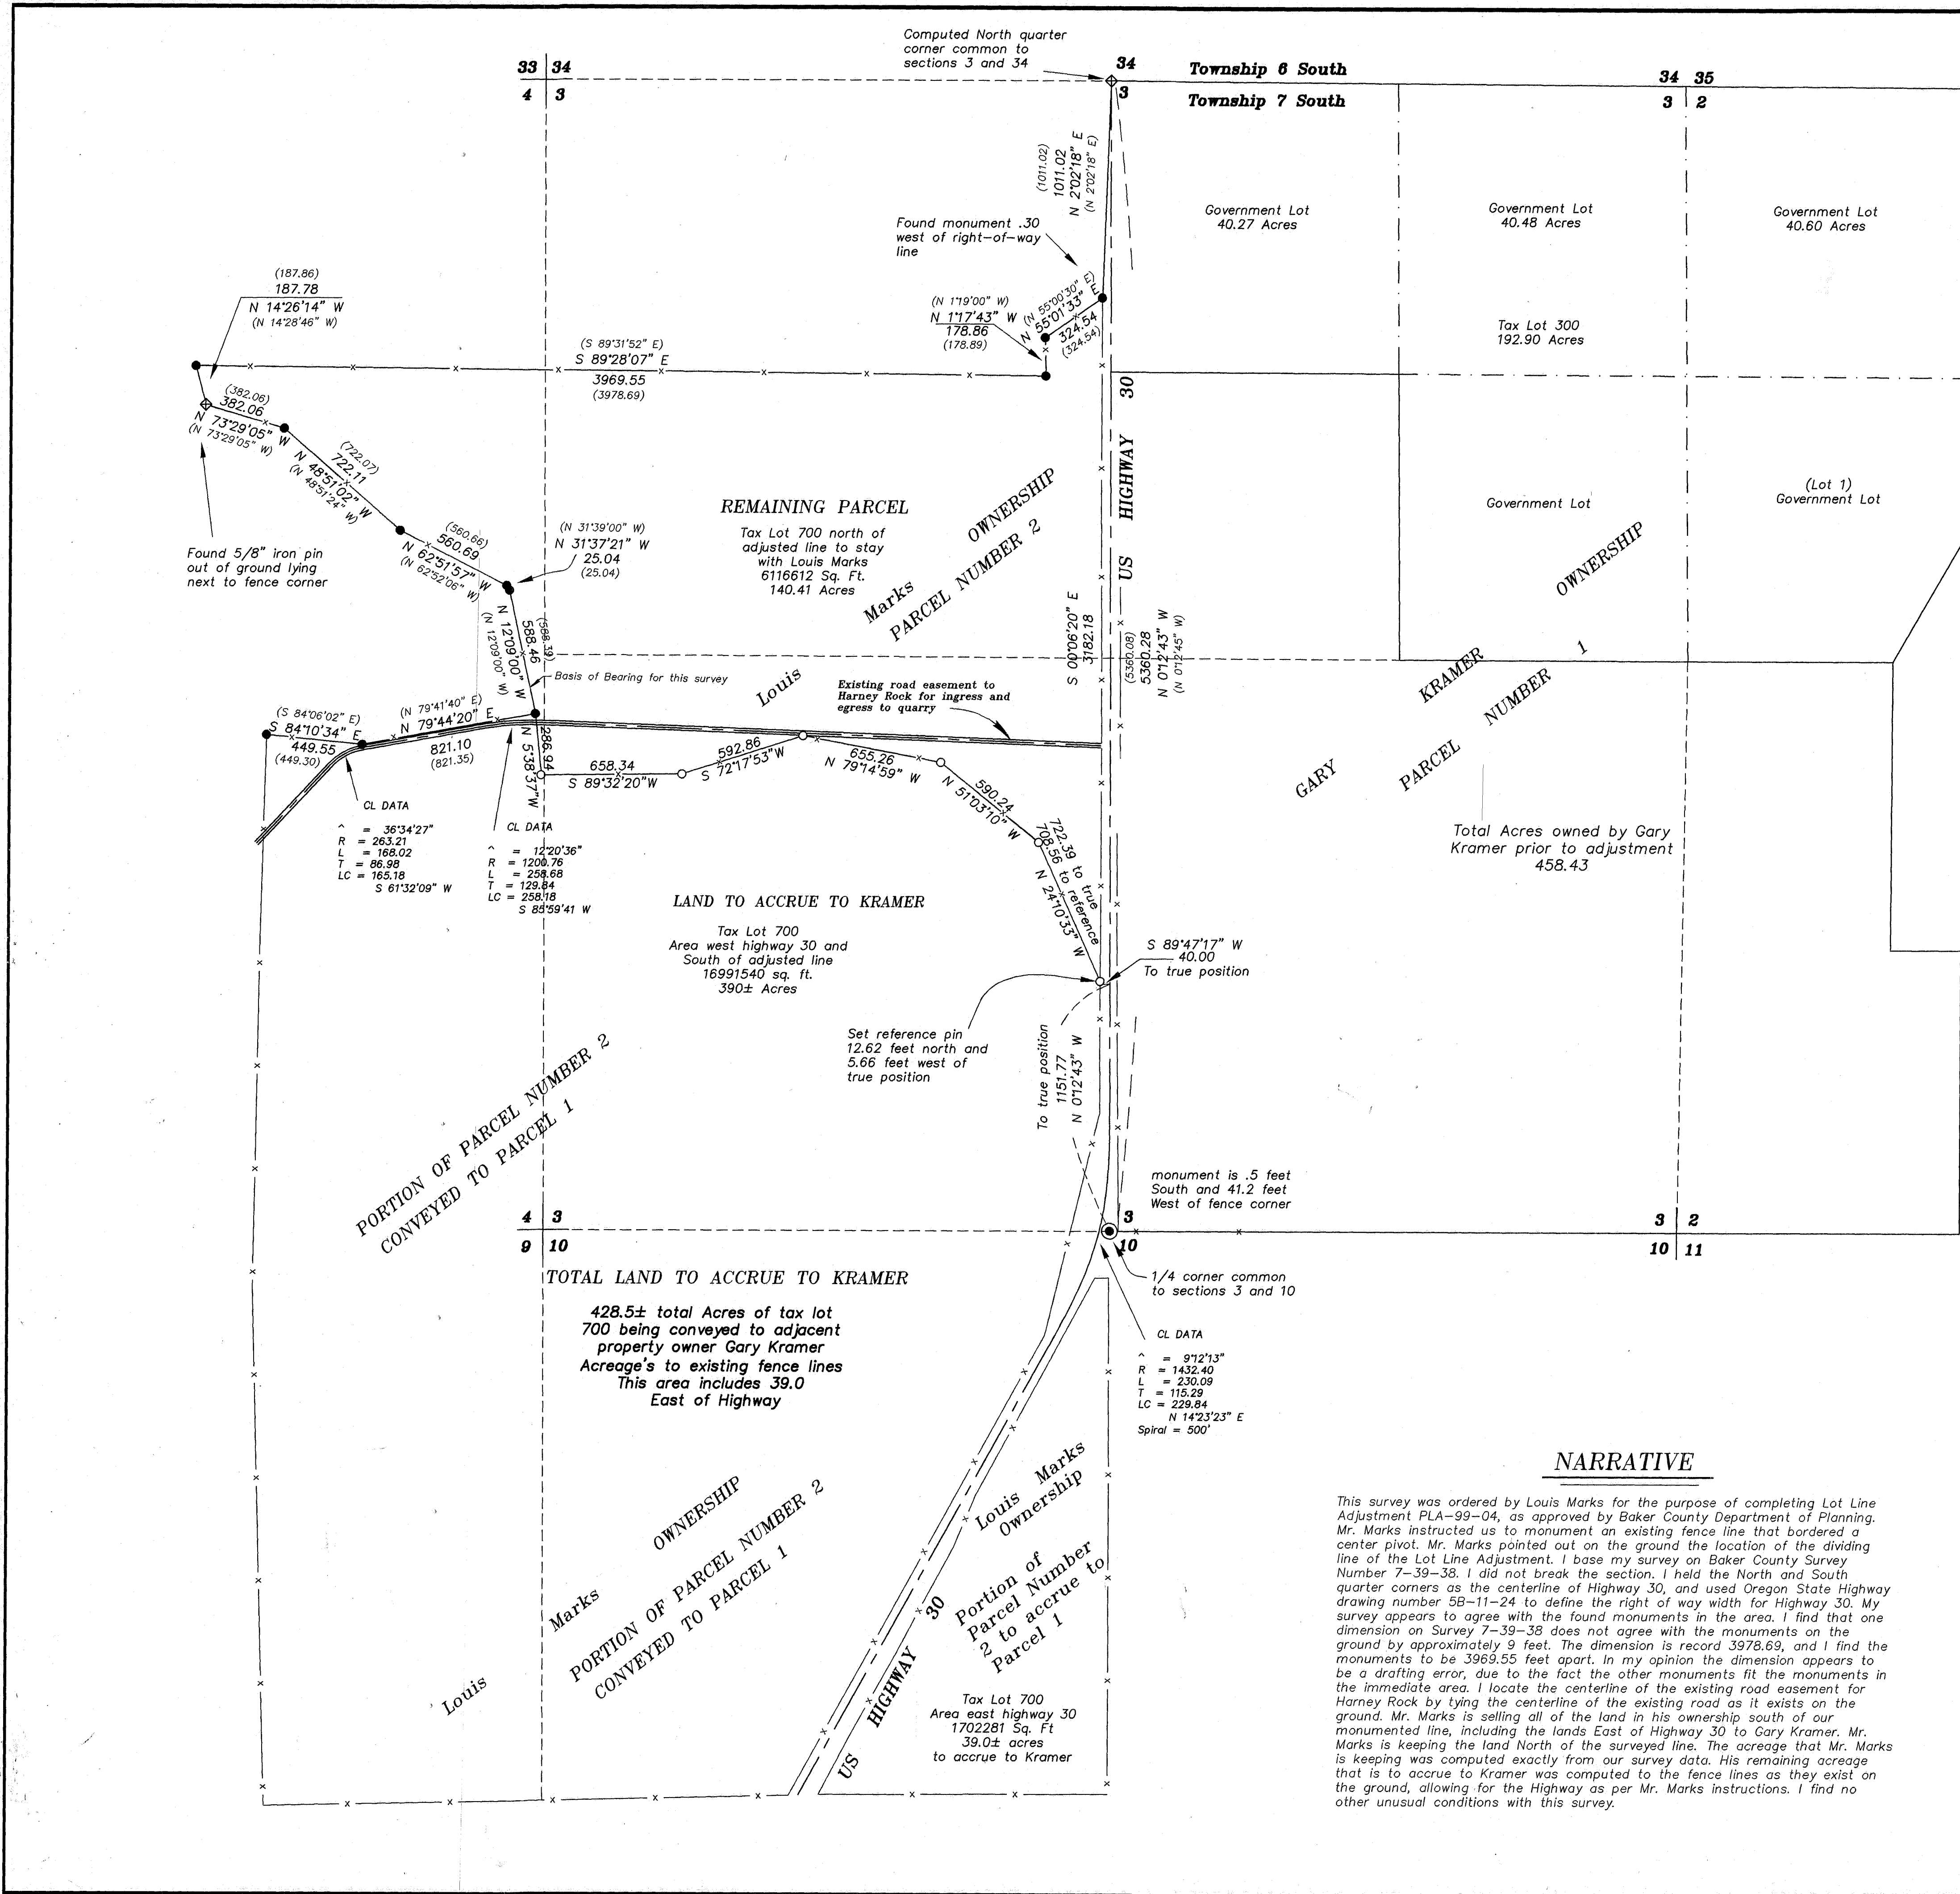 Computed North quarter
corner common to
sections 3 and 34
33 34
4 3
34
3
Township 6 South
Township 7 South
34 35
3 2
(1011.02)
1011.02
N 2°02'18" E
(N 2°02'18" E)
Government Lot
40.27 Acres
Government Lot
40.48 Acres
Government Lot
40.60 Acres
Found monument .30
west of right-of-way
line
(187.86)
187.78
N 14°26'14" W
(N 14°28'46" W)
(N 1°19'00" W)
N 1°17'43" W
178.86
(178.89)
(N 55°00'30" E)
N 55°01'33" E
324.54
(324.54)
(S 89°31'52" E)
S 89°28'07" E
3969.55
(3978.69)
Tax Lot 300
192.90 Acres
(382.06)
382.06
N 73°29'05" W
(N 73°29'05" W)
(722.07)
722.11
N 48°51'02" W
(N 48°51'24" W)
Found 5/8" iron pin
out of ground lying
next to fence corner
(560.66)
560.69
N 62°51'57" W
(N 62°52'06" W)
(N 31°39'00" W)
N 31°37'21" W
25.04
(25.04)
REMAINING PARCEL
Tax Lot 700 north of
adjusted line to stay
with Louis Marks
6116612 Sq. Ft.
140.41 Acres
Louis Marks OWNERSHIP
PARCEL NUMBER 2
US HIGHWAY 30
Government Lot
(Lot 1)
Government Lot
GARY KRAMER OWNERSHIP
PARCEL NUMBER 1
S 00°06'20" E
3182.18
(5360.08)
5360.28
N 0°12'43" W
(N 0°12'45" W)
(588.39)
588.46
N 12°09'00" W
(N 12°09'00" W)
Basis of Bearing for this survey
Existing road easement to
Harney Rock for ingress and
egress to quarry
(S 84°06'02" E)
S 84°10'34" E
449.55
(449.30)
(N 79°41'40" E)
N 79°44'20" E
821.10
(821.35)
286.94
N 5°38'37"W
658.34
S 89°32'20"W
592.86
S 72°17'53"W
655.26
N 79°14'59" W
590.24
N 51°03'10" W
722.39 to true
708.56 to reference
N 24°10'33" W
CL DATA
^ = 36°34'27"
R = 263.21
L = 168.02
T = 86.98
LC = 165.18
S 61°32'09" W
CL DATA
^ = 12°20'36"
R = 1200.76
L = 258.68
T = 129.84
LC = 258.18
S 85°59'41 W
Total Acres owned by Gary
Kramer prior to adjustment
458.43
LAND TO ACCRUE TO KRAMER
Tax Lot 700
Area west highway 30 and
South of adjusted line
16991540 sq. ft.
390± Acres
S 89°47'17" W
40.00
To true position
Set reference pin
12.62 feet north and
5.66 feet west of
true position
To true position
1151.77
N 0°12'43" W
PORTION OF PARCEL NUMBER 2
CONVEYED TO PARCEL 1
monument is .5 feet
South and 41.2 feet
West of fence corner
4 3
9 10
3
10
3 2
10 11
1/4 corner common
to sections 3 and 10
TOTAL LAND TO ACCRUE TO KRAMER
428.5± total Acres of tax lot
700 being conveyed to adjacent
property owner Gary Kramer
Acreage's to existing fence lines
This area includes 39.0
East of Highway
CL DATA
^ = 9°12'13"
R = 1432.40
L = 230.09
T = 115.29
LC = 229.84
N 14°23'23" E
Spiral = 500'
Louis Marks OWNERSHIP
PORTION OF PARCEL NUMBER 2
CONVEYED TO PARCEL 1
Louis Marks
Ownership
Portion of
Parcel Number
2 to accrue to
Parcel 1
US HIGHWAY 30
Tax Lot 700
Area east highway 30
1702281 Sq. Ft
39.0± acres
to accrue to Kramer
NARRATIVE
This survey was ordered by Louis Marks for the purpose of completing Lot Line
Adjustment PLA-99-04, as approved by Baker County Department of Planning.
Mr. Marks instructed us to monument an existing fence line that bordered a
center pivot. Mr. Marks pointed out on the ground the location of the dividing
line of the Lot Line Adjustment. I base my survey on Baker County Survey
Number 7-39-38. I did not break the section. I held the North and South
quarter corners as the centerline of Highway 30, and used Oregon State Highway
drawing number 5B-11-24 to define the right of way width for Highway 30. My
survey appears to agree with the found monuments in the area. I find that one
dimension on Survey 7-39-38 does not agree with the monuments on the
ground by approximately 9 feet. The dimension is record 3978.69, and I find the
monuments to be 3969.55 feet apart. In my opinion the dimension appears to
be a drafting error, due to the fact the other monuments fit the monuments in
the immediate area. I locate the centerline of the existing road easement for
Harney Rock by tying the centerline of the existing road as it exists on the
ground. Mr. Marks is selling all of the land in his ownership south of our
monumented line, including the lands East of Highway 30 to Gary Kramer. Mr.
Marks is keeping the land North of the surveyed line. The acreage that Mr. Marks
is keeping was computed exactly from our survey data. His remaining acreage
that is to accrue to Kramer was computed to the fence lines as they exist on
the ground, allowing for the Highway as per Mr. Marks instructions. I find no
other unusual conditions with this survey.